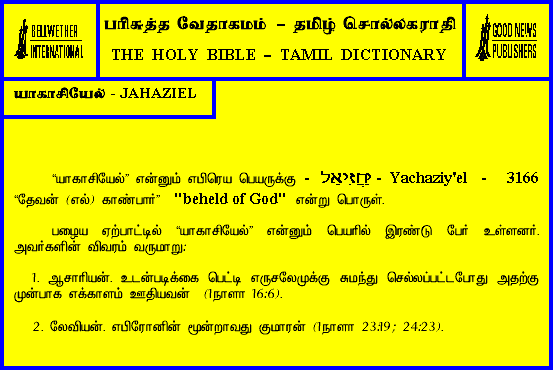 BELLWETHER
INTERNATIONAL
பரிசுத்த வேதாகமம் – தமிழ் சொல்லகராதி
THE HOLY BIBLE – TAMIL DICTIONARY
GOOD NEWS
PUBLISHERS
யாகாசியேல் - JAHAZIEL
“யாகாசியேல்” என்னும் எபிரெய பெயருக்கு - יַחֲזִיאֵל - Yachaziy'el - 3166
“தேவன் (எல்) காண்பார்” "beheld of God" என்று பொருள்.
பழைய ஏற்பாட்டில் “யாகாசியேல்” என்னும் பெயரில் இரண்டு பேர் உள்ளனர்.
அவர்களின் விவரம் வருமாறு:
1. ஆசாரியன். உடன்படிக்கை பெட்டி எருசலேமுக்கு சுமந்து செல்லப்பட்டபோது அதற்கு
முன்பாக எக்காளம் ஊதியவன் (1நாளா 16:6).
2. லேவியன். எபிரோனின் மூன்றாவது குமாரன் (1நாளா 23:19; 24:23).